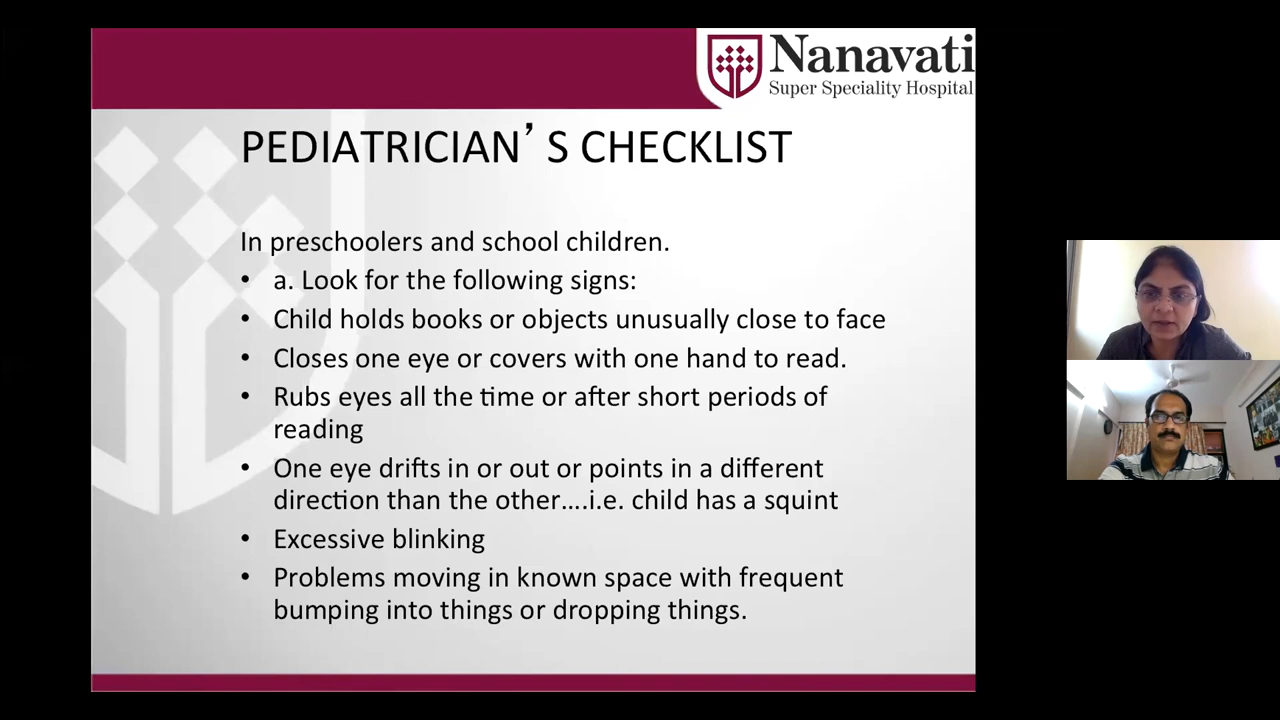 Nanavati
Super Speciality Hospital
PEDIATRICIAN’S CHECKLIST
In preschoolers and school children.
• a. Look for the following signs:
• Child holds books or objects unusually close to face
• Closes one eye or covers with one hand to read.
• Rubs eyes all the time or after short periods of
reading
• One eye drifts in or out or points in a different
direction than the other....i.e. child has a squint
• Excessive blinking
• Problems moving in known space with frequent
bumping into things or dropping things.